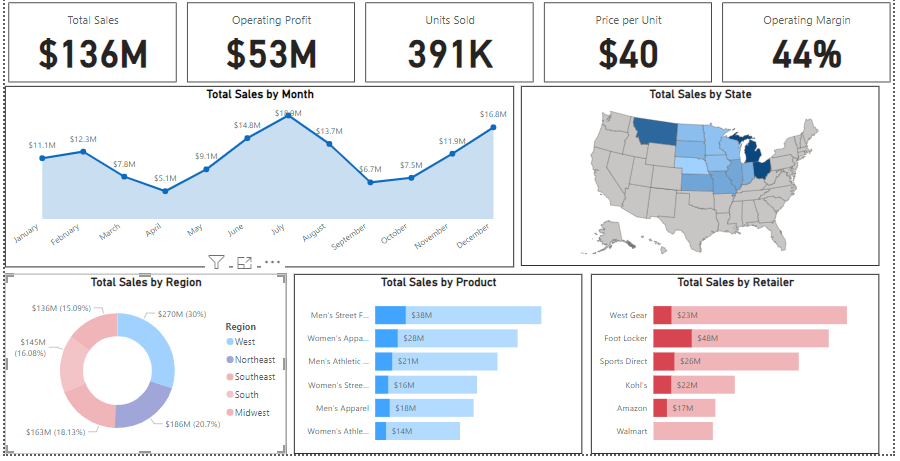 Total Sales
$136M
Operating Profit
$53M
Units Sold
391K
Price per Unit
$40
Operating Margin
44%
Total Sales by Month
$11.1M
$12.3M
$7.8M
$5.1M
$9.1M
$14.8M
$13.7M
$6.7M
$7.5M
$11.9M
$16.8M
January
February
March
April
May
June
July
August
September
October
November
December
Total Sales by State
Total Sales by Region
$136M (15.09%)
$270M (30%)
$145M
(16.08%)
$163M (18.13%)
$186M (20.7%)
Region
West
Northeast
Southeast
South
Midwest
Total Sales by Product
Men's Street F...
$38M
Women's Appa...
$28M
Men's Athletic ...
$21M
Women's Stree...
$16M
Men's Apparel
$18M
Women's Athle...
$14M
Total Sales by Retailer
West Gear
$23M
Foot Locker
$48M
Sports Direct
$26M
Kohl's
$22M
Amazon
$17M
Walmart